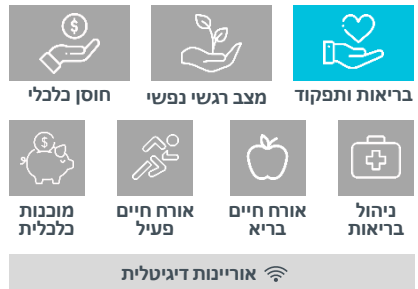 בריאות ותפקוד
מצב רגשי נפשי
חוסן כלכלי
ניהול
בריאות
אורח חיים
בריא
אורח חיים
פעיל
מוכנות
כלכלית
אוריינות דיגיטלית